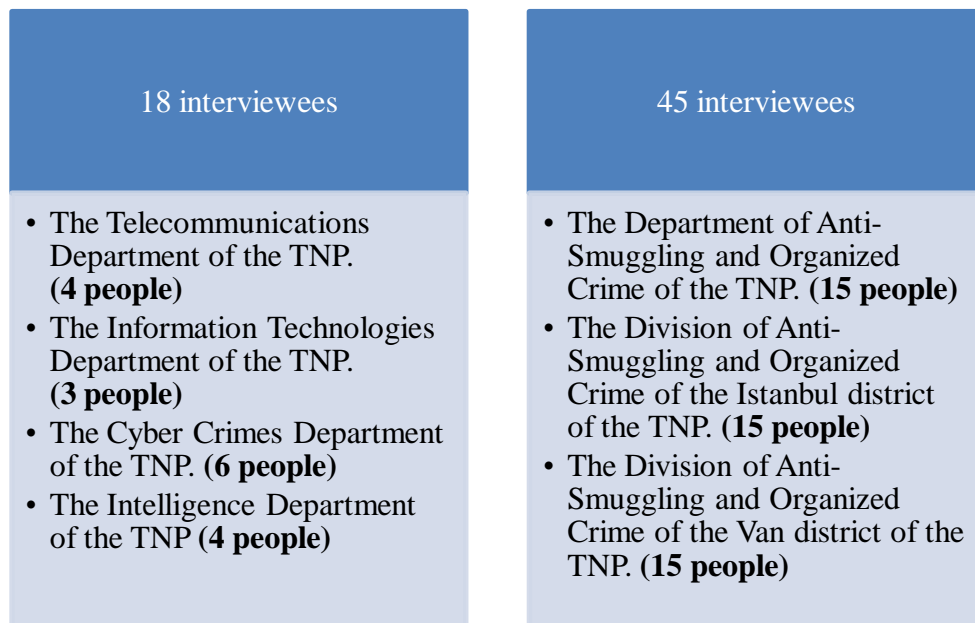 18 interviewees
• The Telecommunications
Department of the TNP.
(4 people)
• The Information Technologies
Department of the TNP.
(3 people)
• The Cyber Crimes Department
of the TNP. (6 people)
• The Intelligence Department
of the TNP (4 people)
45 interviewees
• The Department of Anti-
Smuggling and Organized
Crime of the TNP. (15 people)
• The Division of Anti-
Smuggling and Organized
Crime of the Istanbul district
of the TNP. (15 people)
• The Division of Anti-
Smuggling and Organized
Crime of the Van district of the
TNP. (15 people)